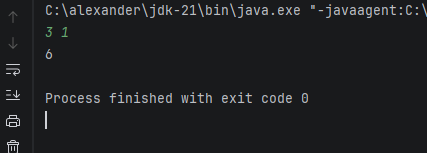 C:\alexander\jdk-21\bin\java.exe "-javaagent:C:\
3 1
6
Process finished with exit code 0